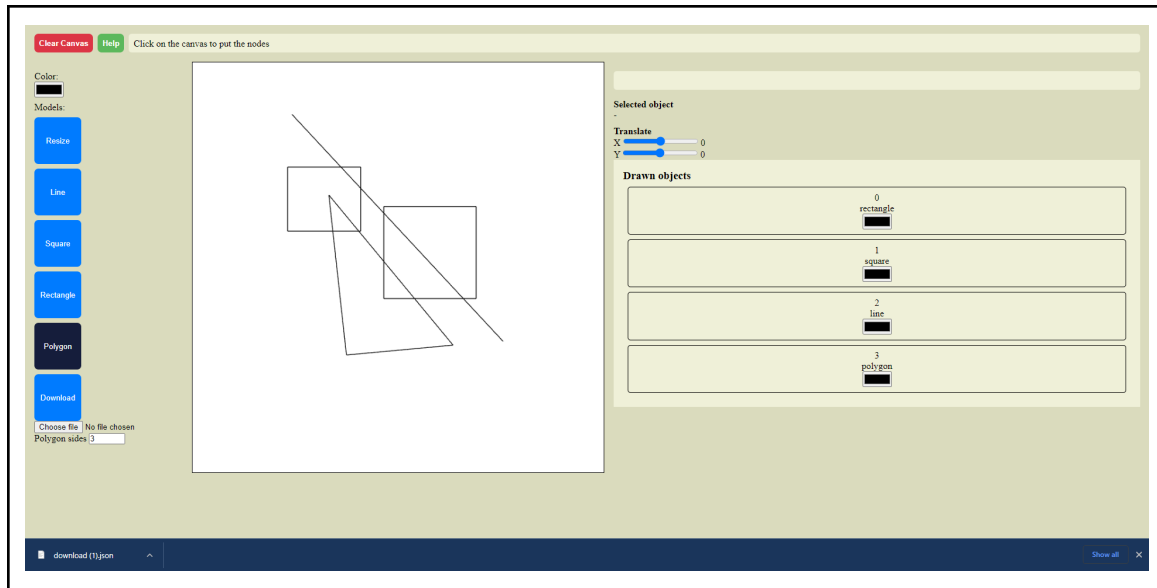 Clear Canvas Help Click on the canvas to put the nodes
Color:
Models:
Resize
Line
Square
Rectangle
Polygon
Download
Choose file No file chosen
Polygon sides 3
Selected object
-
Translate
X 0
Y 0
Drawn objects
0
rectangle
1
square
2
line
3
polygon
download (1).json
Show all